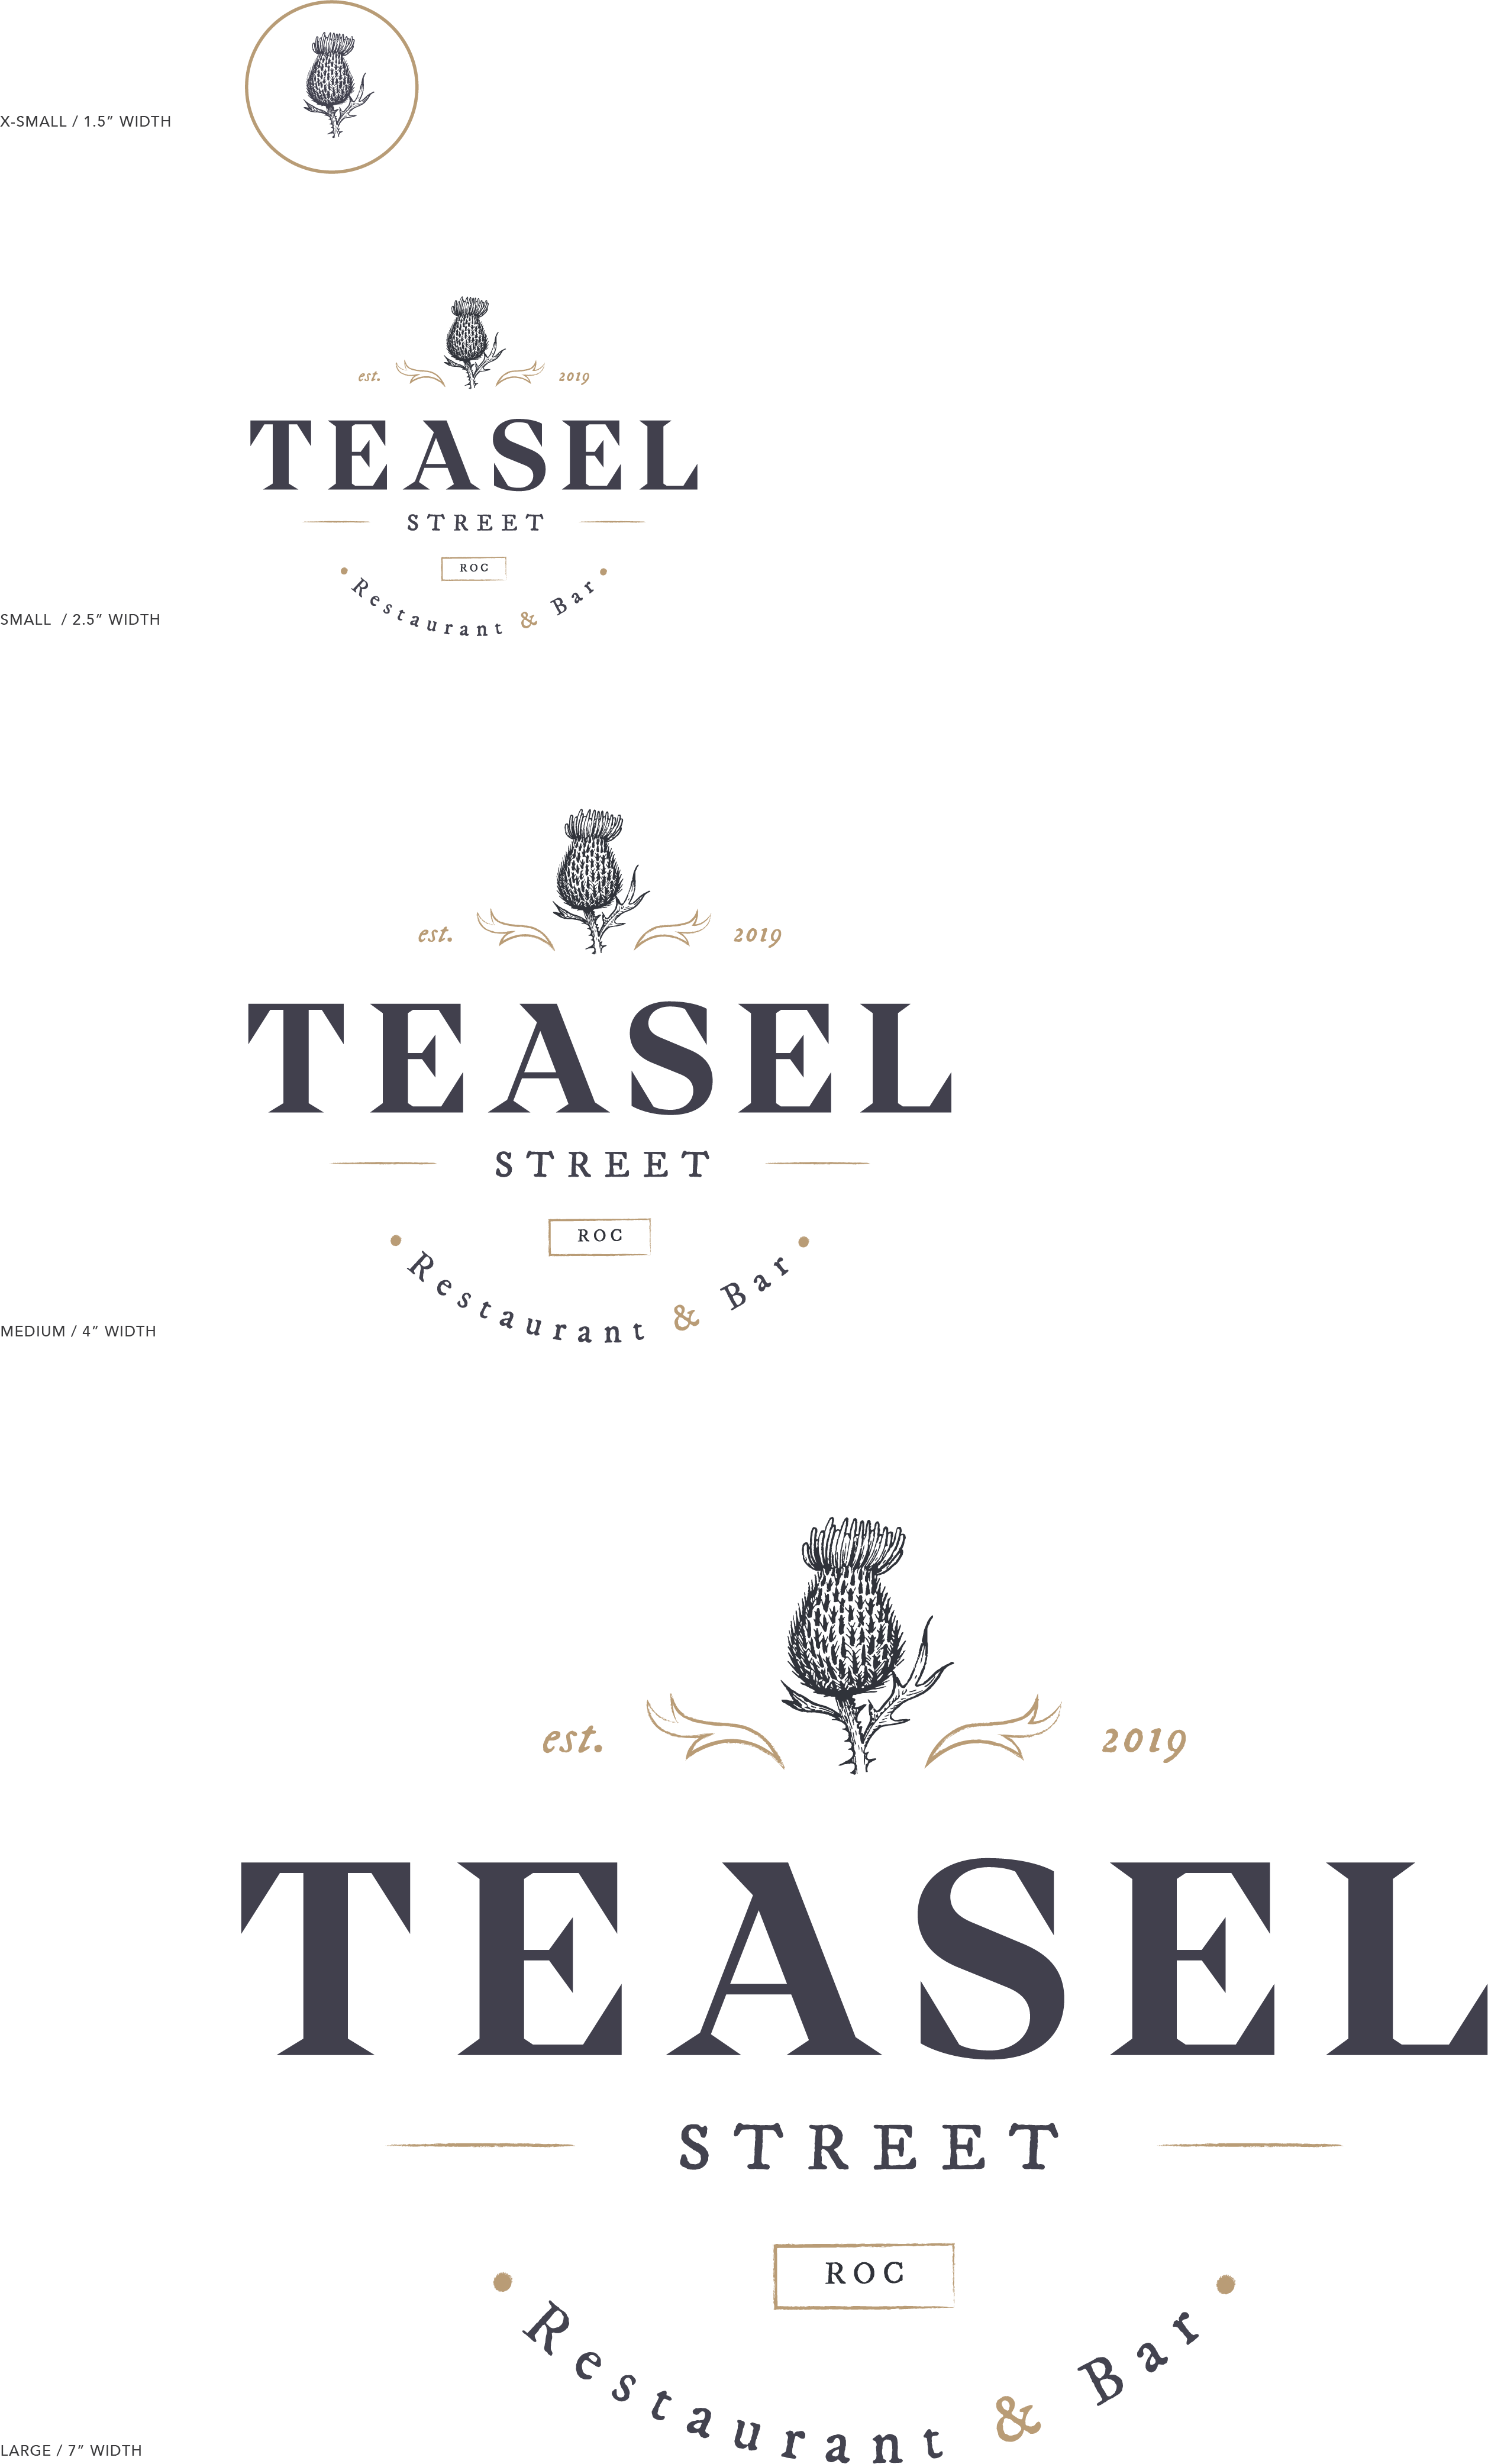 X-SMALL / 1.5” WIDTH
est. 2019
TEASEL
STREET
ROC
Restaurant & Bar
SMALL / 2.5” WIDTH
est. 2019
TEASEL
STREET
ROC
Restaurant & Bar
MEDIUM / 4” WIDTH
est. 2019
TEASEL
STREET
ROC
Restaurant & Bar
LARGE / 7” WIDTH